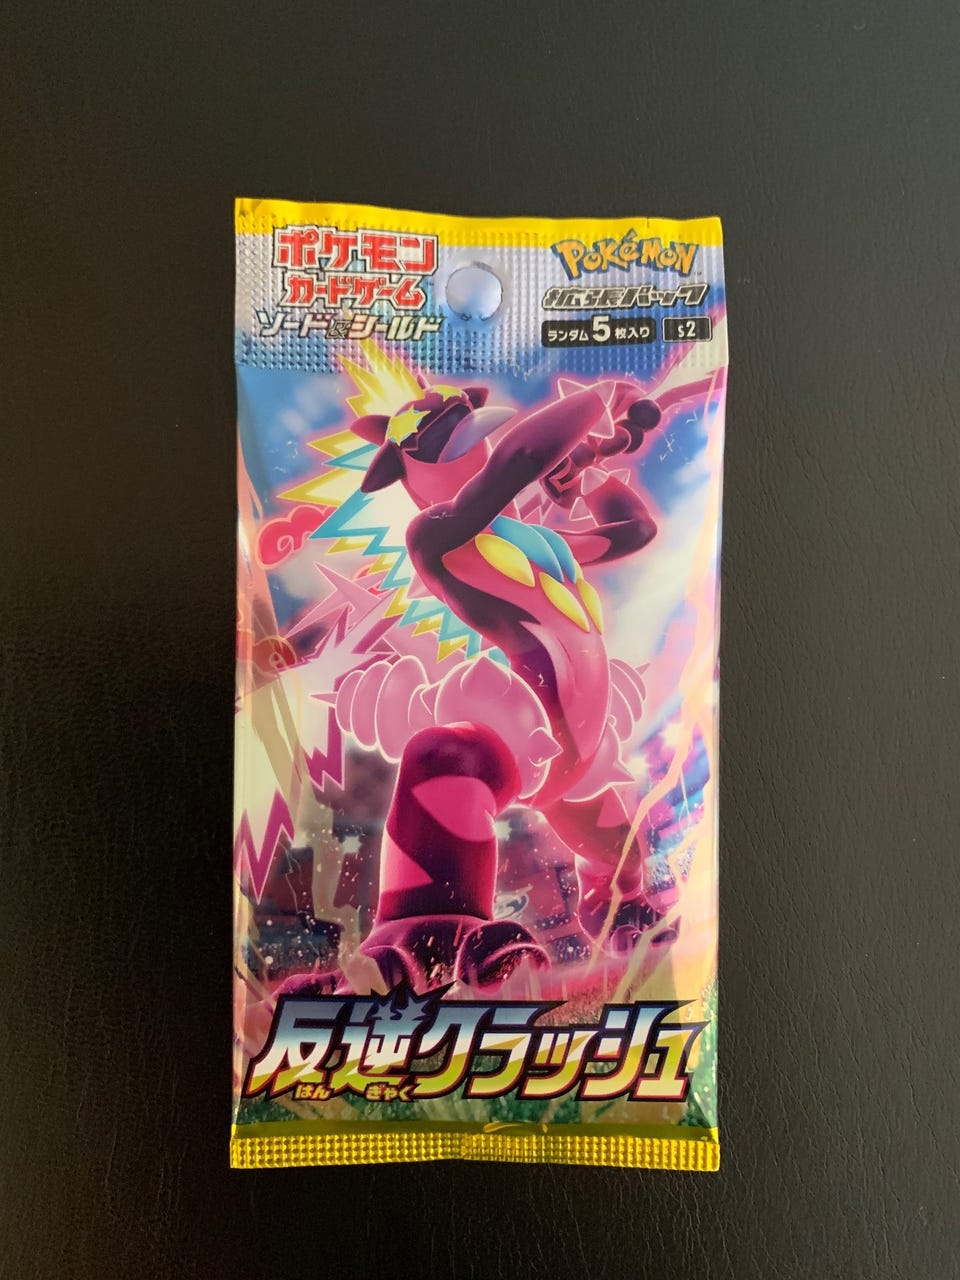 ポケモン
カードゲーム
ソード&シールド
POKéMON
拡張パック
ランダム5枚入り
S2
反逆クラッシュ
はんぎゃく